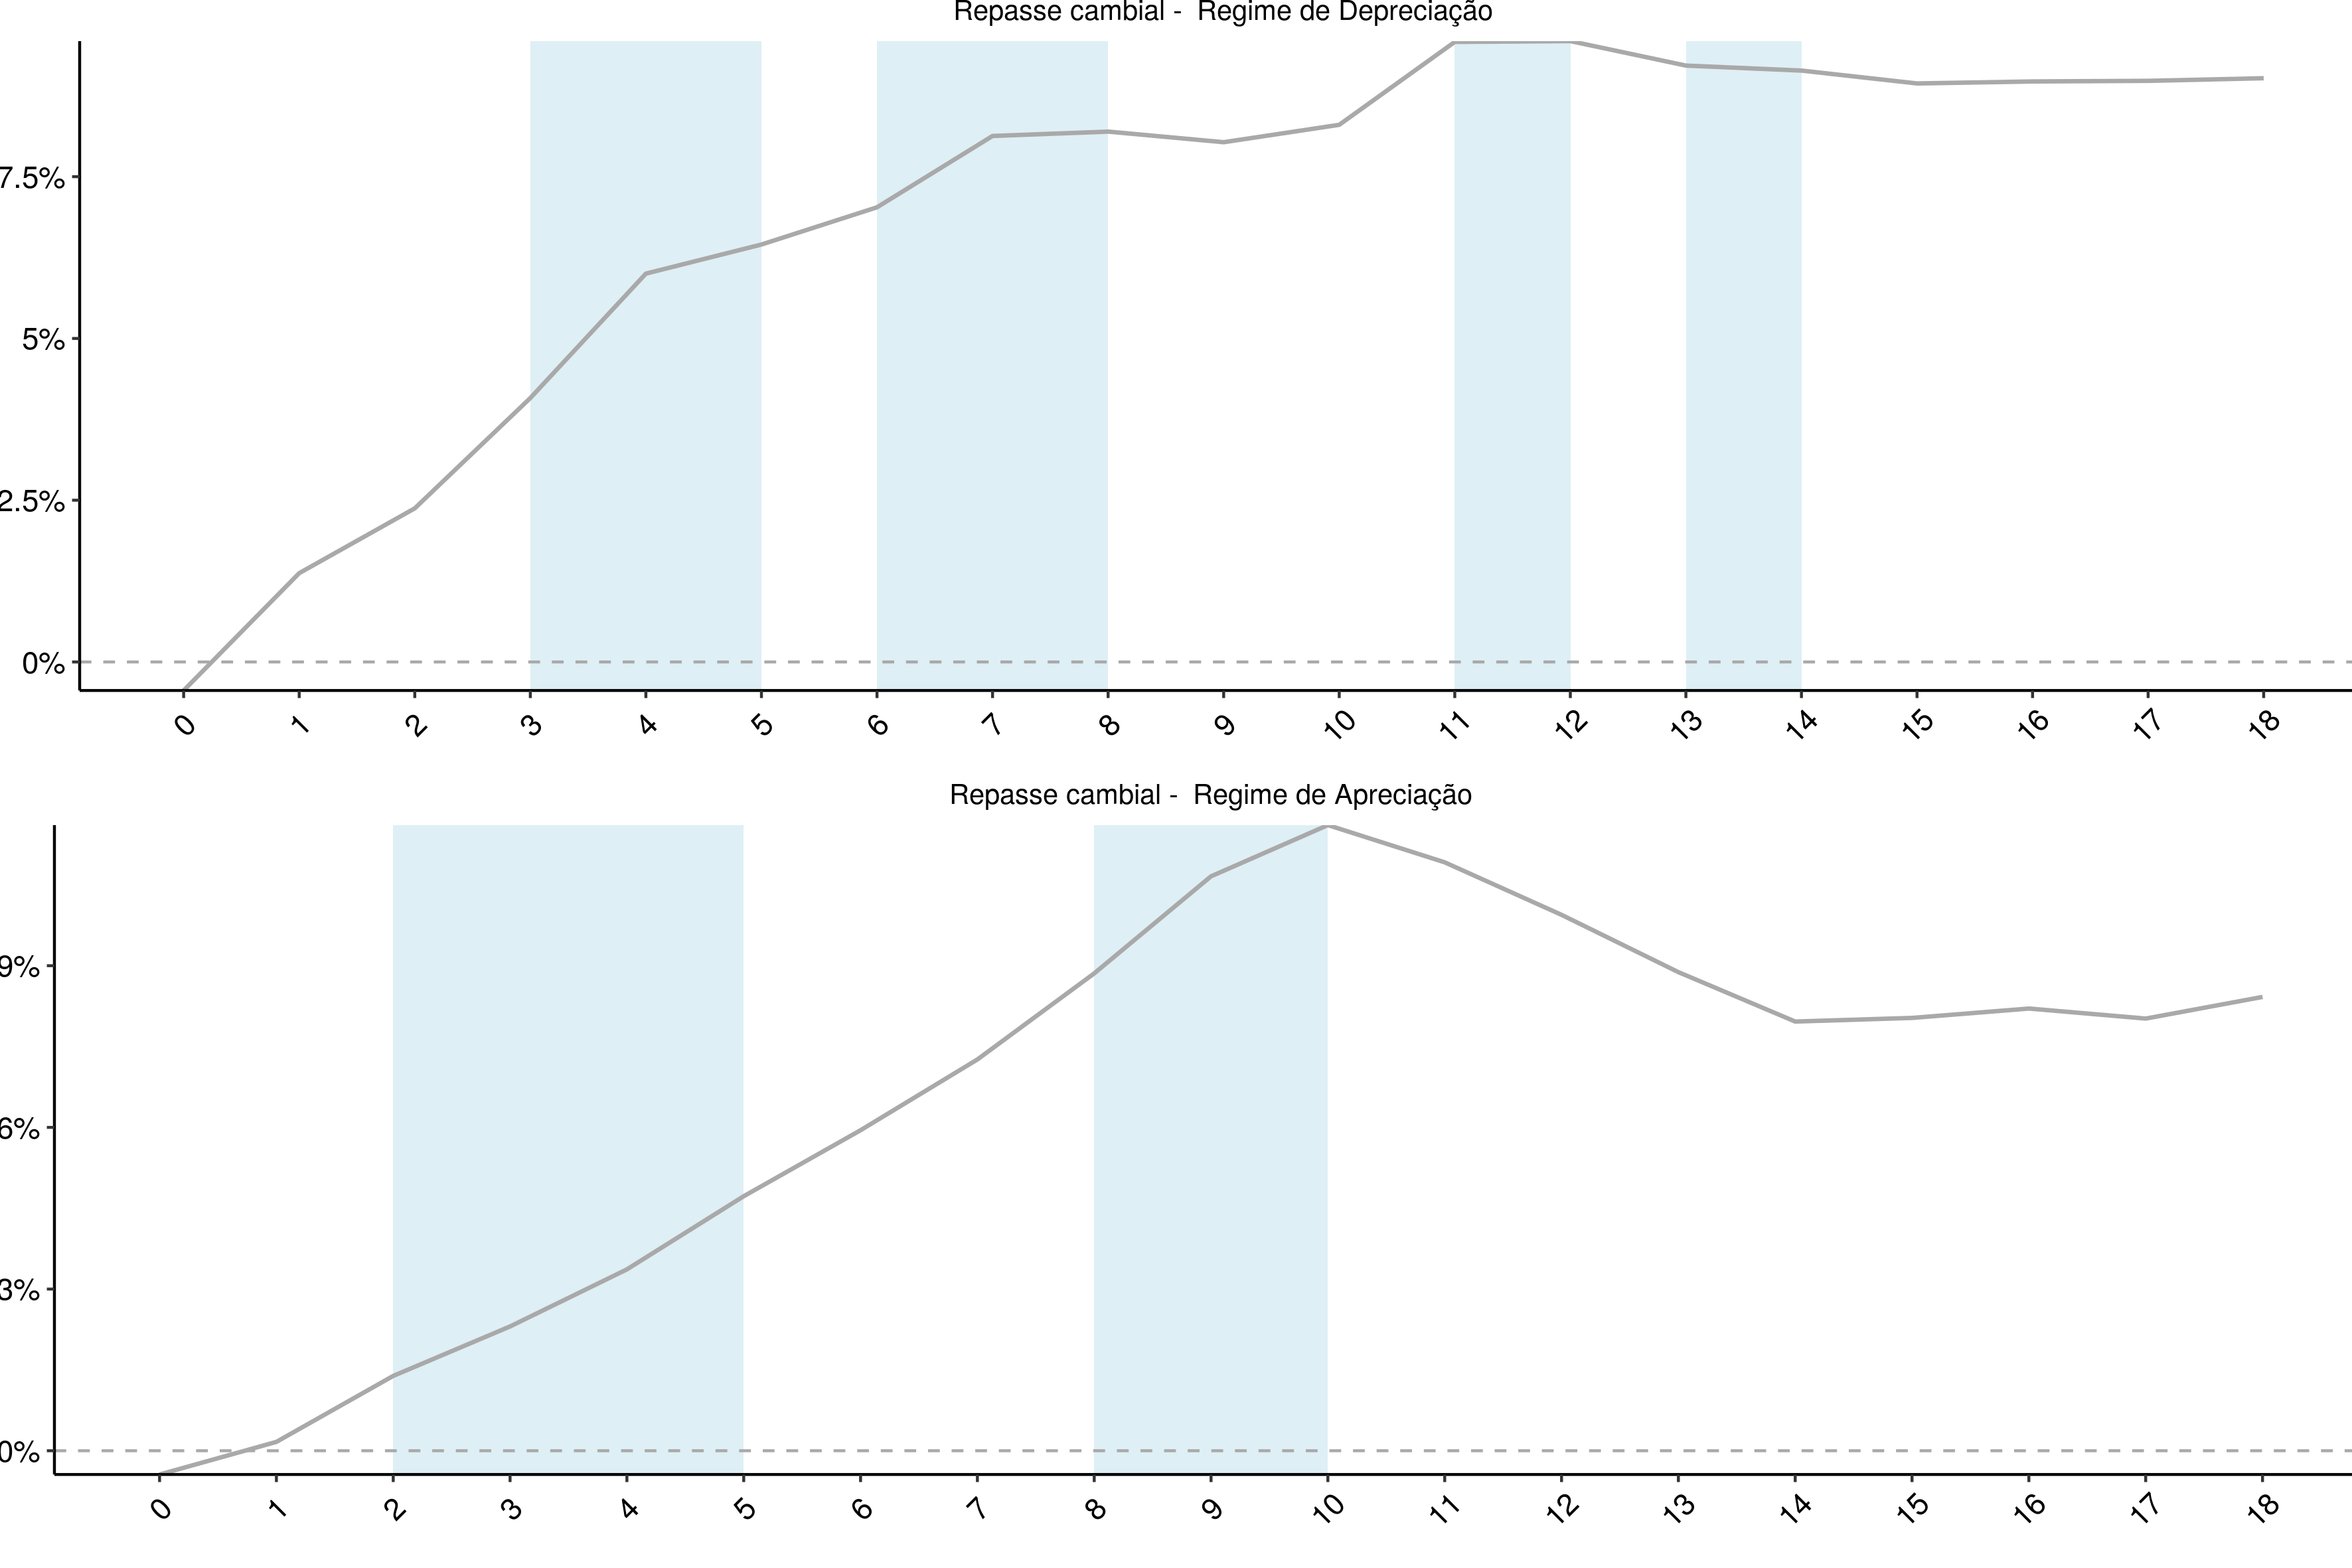 Repasse cambial -  Regime de Depreciação
7.5%
5%
2.5%
0%
0 1 2 3 4 5 6 7 8 9 10 11 12 13 14 15 16 17 18
Repasse cambial -  Regime de Apreciação
9%
6%
3%
0%
0 1 2 3 4 5 6 7 8 9 10 11 12 13 14 15 16 17 18